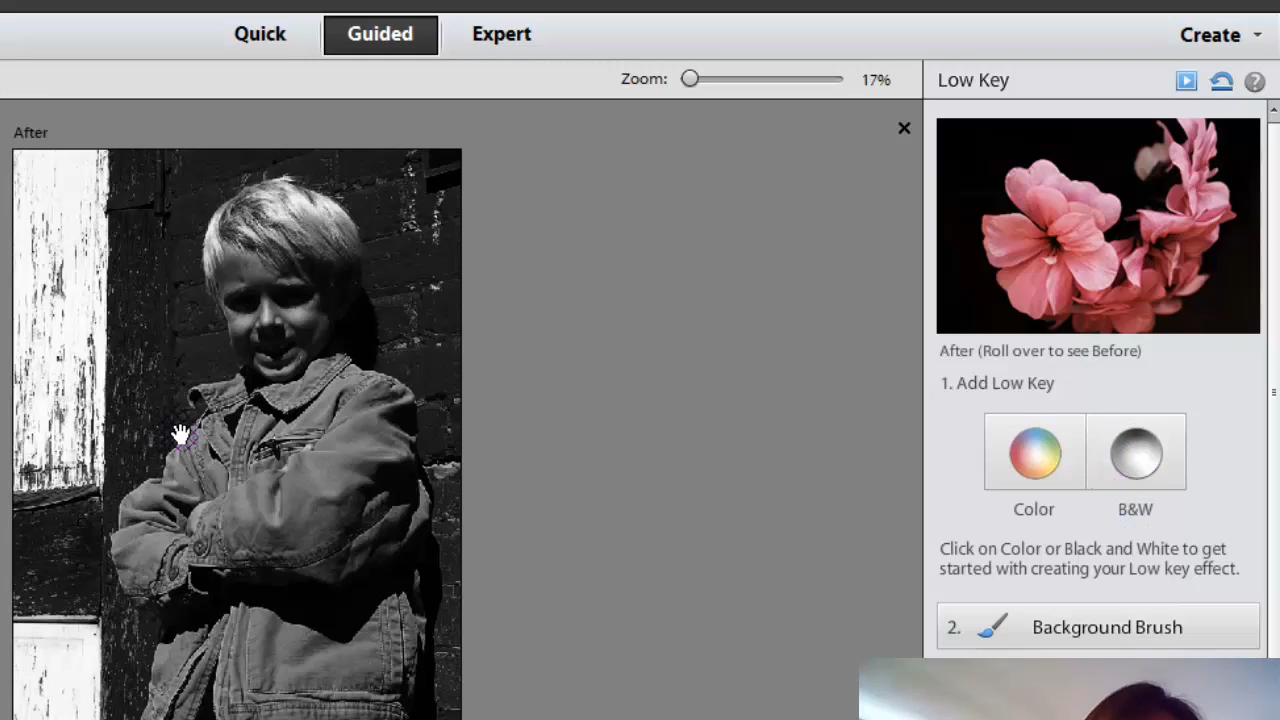 Quick Guided Expert Create
Zoom: 17% Low Key
After
After (Roll over to see Before)
1. Add Low Key
Color B&W
Click on Color or Black and White to get
started with creating your Low key effect.
2. Background Brush